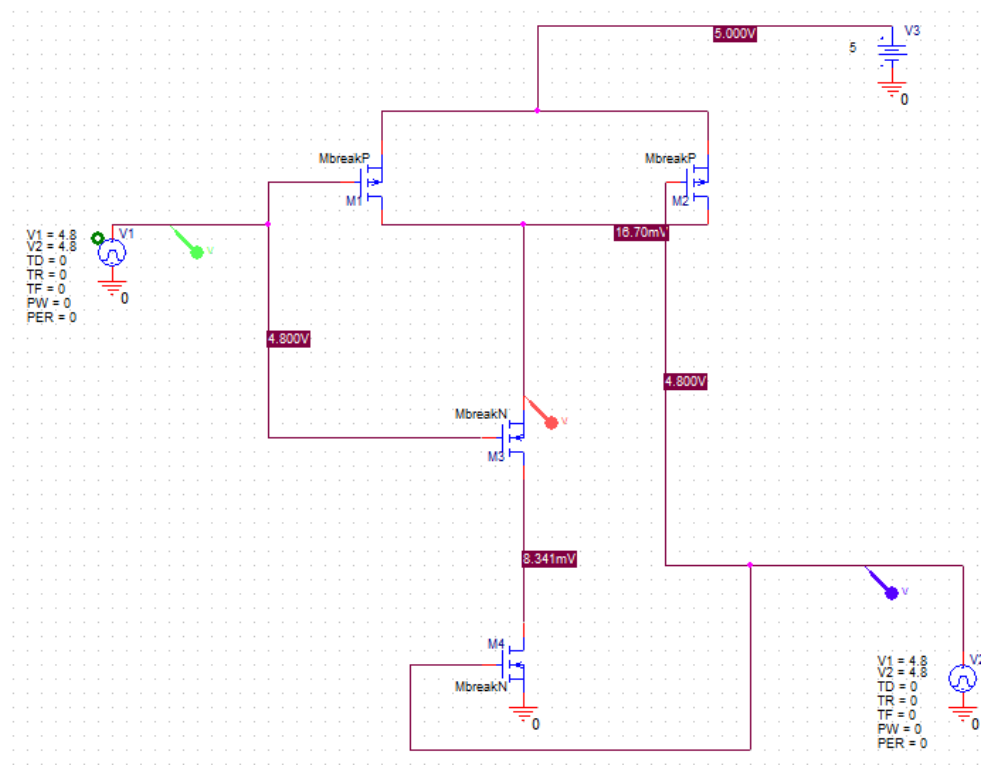 5.000V
V3
5
0
MbreakP
M1
MbreakP
M2
V1 = 4.8
V2 = 4.8
TD = 0
TR = 0
TF = 0
PW = 0
PER = 0
V1
0
V
16.70mV
4.800V
4.800V
MbreakN
V
M3
8.341mV
V
M4
MbreakN
0
V1 = 4.8
V2 = 4.8
TD = 0
TR = 0
TF = 0
PW = 0
PER = 0
V2
0